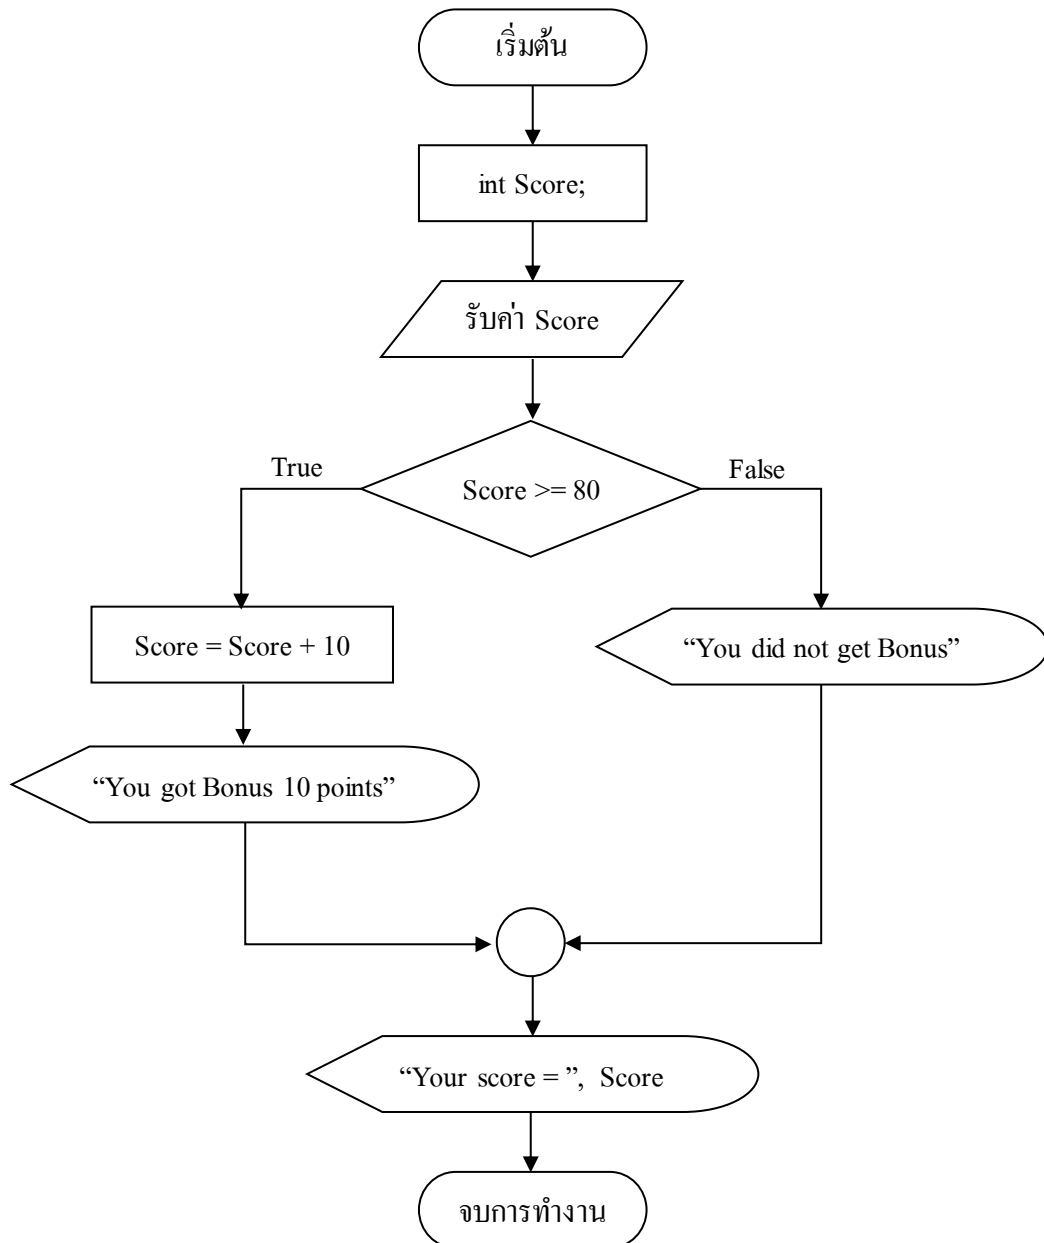 เริ่มต้น
int Score;
รับค่า Score
True
False
Score >= 80
Score = Score + 10
“You did not get Bonus”
“You got Bonus 10 points”
“Your score = ”, Score
จบการทำงาน